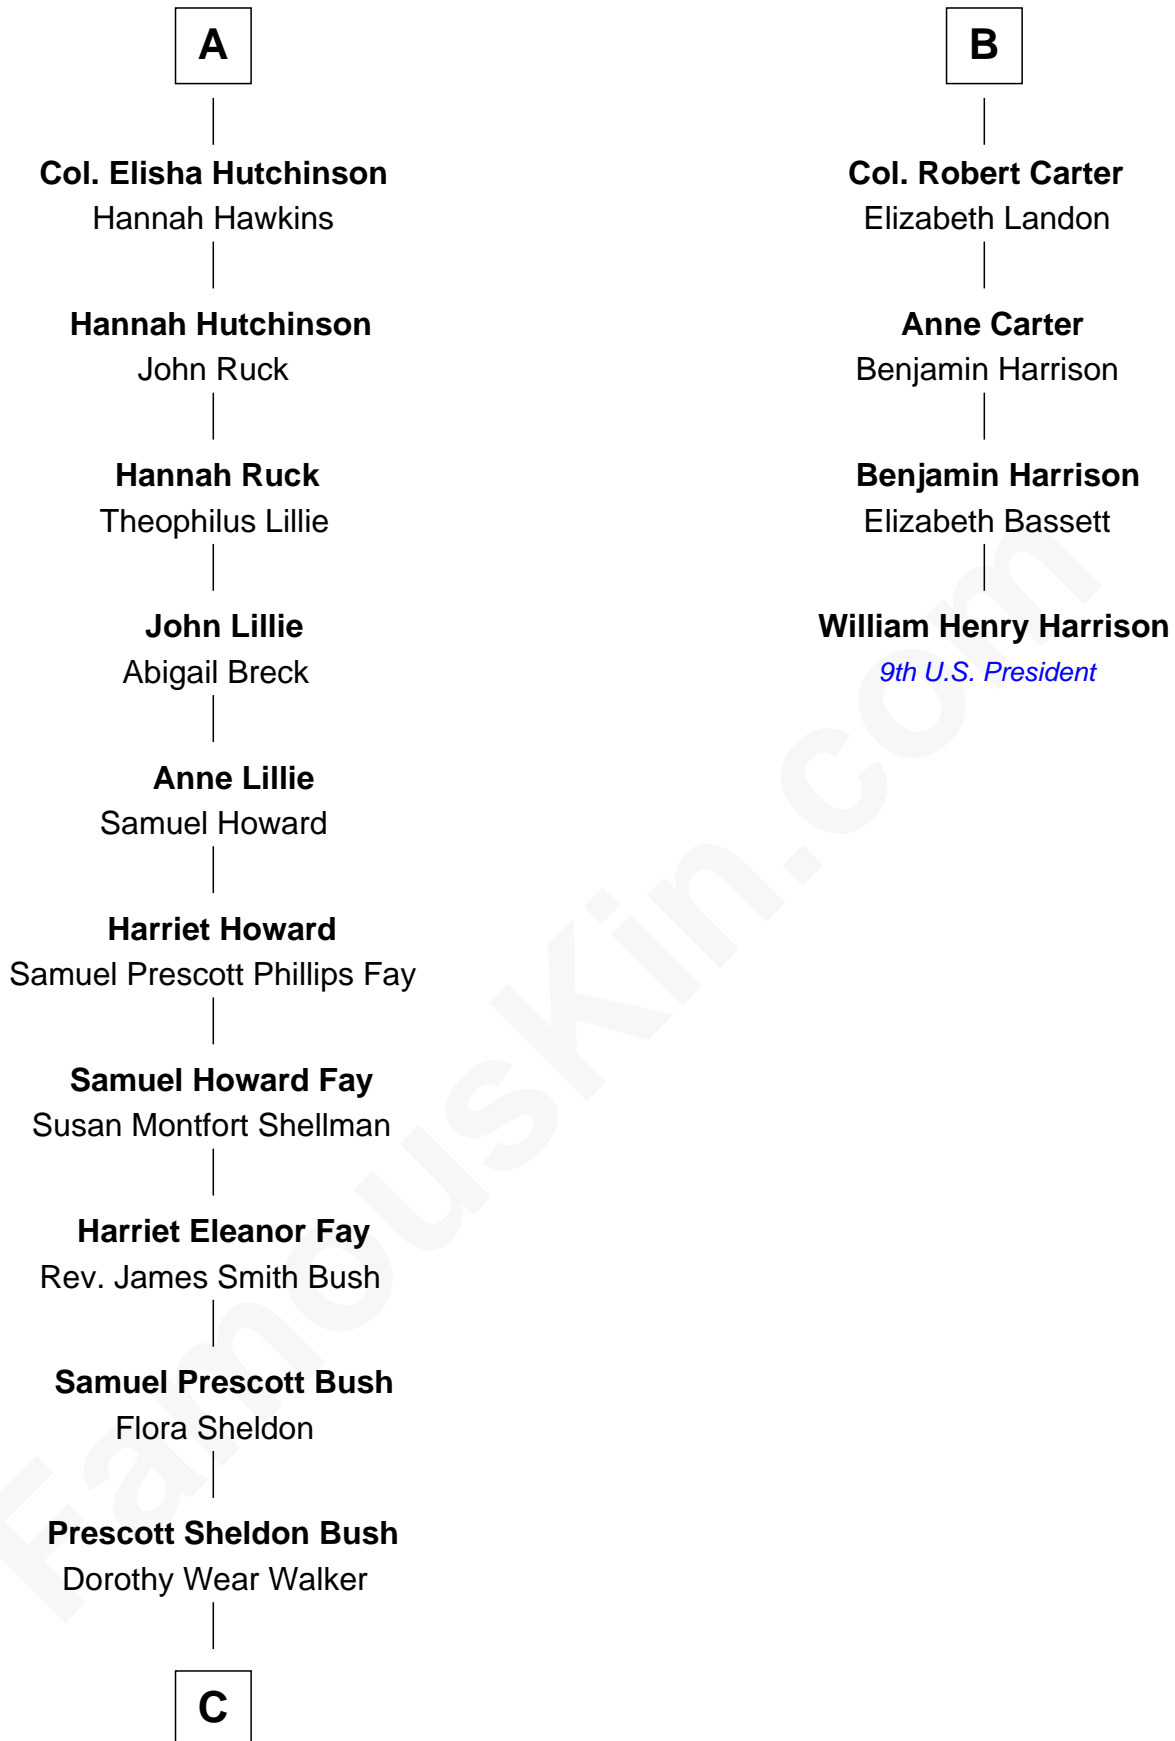 A
Col. Elisha Hutchinson
Hannah Hawkins
Hannah Hutchinson
John Ruck
Hannah Ruck
Theophilus Lillie
John Lillie
Abigail Breck
Anne Lillie
Samuel Howard
Harriet Howard
Samuel Prescott Phillips Fay
Samuel Howard Fay
Susan Montfort Shellman
Harriet Eleanor Fay
Rev. James Smith Bush
Samuel Prescott Bush
Flora Sheldon
Prescott Sheldon Bush
Dorothy Wear Walker
C
B
Col. Robert Carter
Elizabeth Landon
Anne Carter
Benjamin Harrison
Benjamin Harrison
Elizabeth Bassett
William Henry Harrison
9th U.S. President
FamousKin.com